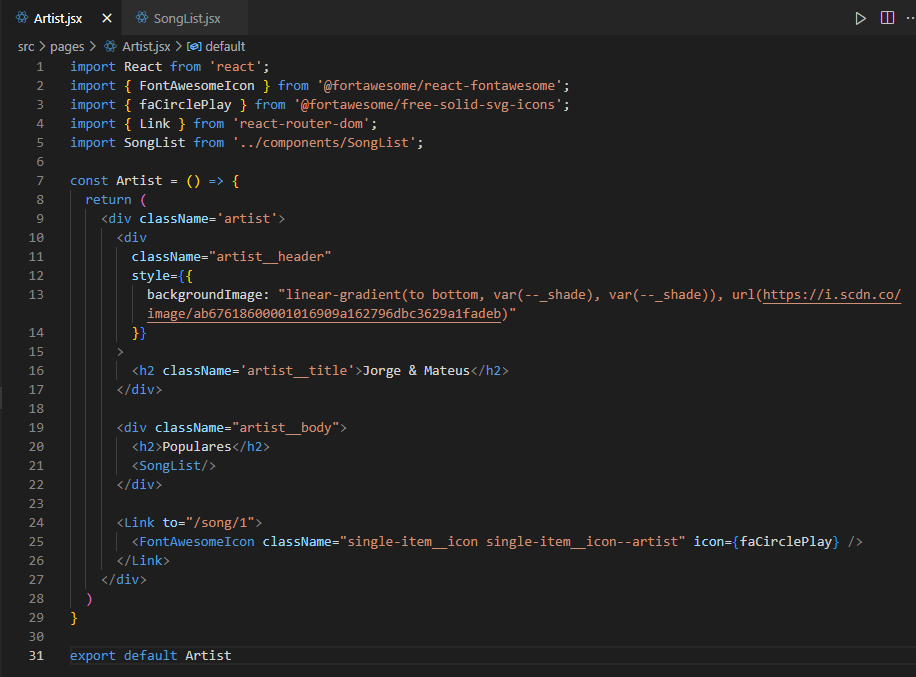 Artist.jsx
SongList.jsx
src > pages > Artist.jsx > default
1 import React from 'react';
2 import { FontAwesomeIcon } from '@fortawesome/react-fontawesome';
3 import { faCirclePlay } from '@fortawesome/free-solid-svg-icons';
4 import { Link } from 'react-router-dom';
5 import SongList from '../components/SongList';
6
7 const Artist = () => {
8   return (
9     <div className='artist'>
10       <div
11         className="artist__header"
12         style={{
13           backgroundImage: "linear-gradient(to bottom, var(--_shade), var(--_shade)), url(https://i.scdn.co/
image/ab67618600001016909a162796dbc3629a1fadeb)"
14         }}
15       >
16         <h2 className='artist__title'>Jorge & Mateus</h2>
17       </div>
18
19       <div className="artist__body">
20         <h2>Populares</h2>
21         <SongList/>
22       </div>
23
24       <Link to="/song/1">
25         <FontAwesomeIcon className="single-item__icon single-item__icon--artist" icon={faCirclePlay} />
26       </Link>
27     </div>
28   )
29 }
30
31 export default Artist